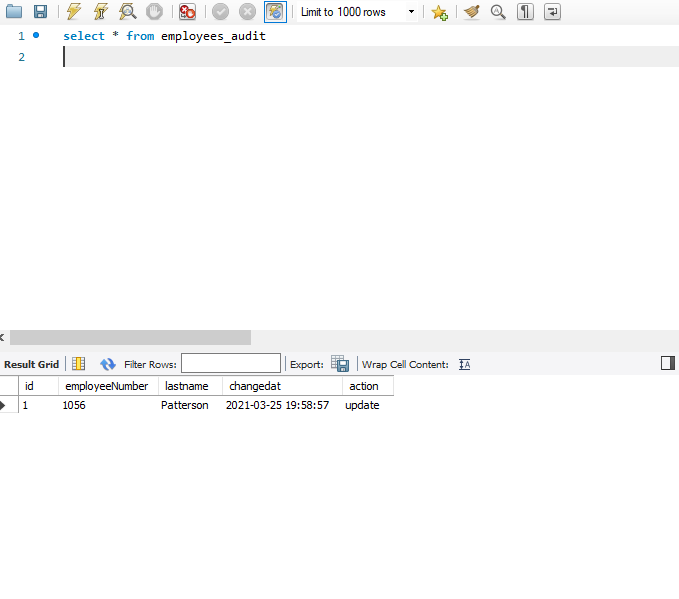 Limit to 1000 rows
1 select * from employees_audit
2
Result Grid Filter Rows: Export: Wrap Cell Content:
id employeeNumber lastname changedat action
1 1056 Patterson 2021-03-25 19:58:57 update